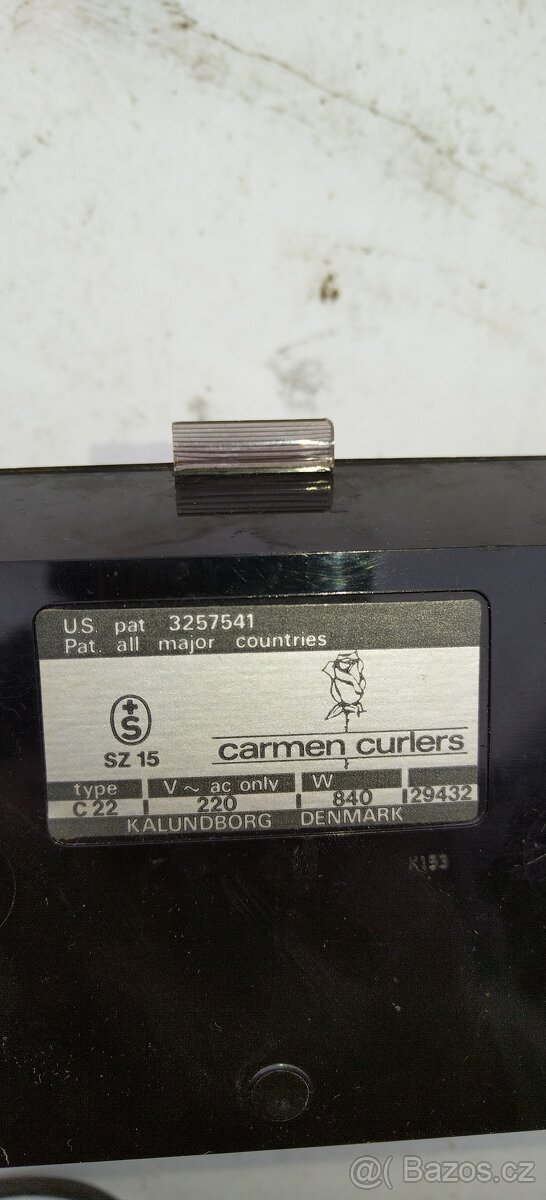 U.S. pat 3257541
Pat. all major countries
+
S
SZ 15
carmen curlers
type V ~ ac only W
C 22 220 840 29432
KALUNDBORG DENMARK
K133
@( Bazos.cz